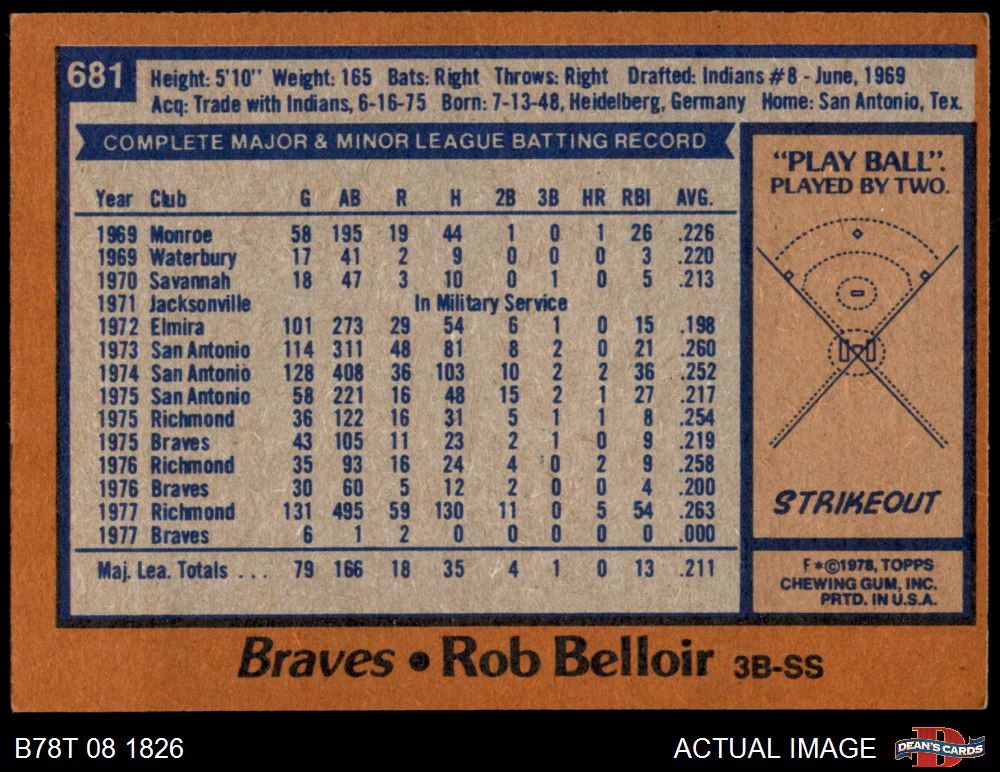 681
Height: 5'10" Weight: 165 Bats: Right Throws: Right Drafted: Indians #8 - June, 1969
Acq: Trade with Indians, 6-16-75 Born: 7-13-48, Heidelberg, Germany Home: San Antonio, Tex.
COMPLETE MAJOR & MINOR LEAGUE BATTING RECORD
Year Club G AB R H 2B 3B HR RBI AVG.
1969 Monroe 58 195 19 44 1 0 1 26 .226
1969 Waterbury 17 41 2 9 0 0 0 3 .220
1970 Savannah 18 47 3 10 0 1 0 5 .213
1971 Jacksonville In Military Service
1972 Elmira 101 273 29 54 6 1 0 15 .198
1973 San Antonio 114 311 48 81 8 2 0 21 .260
1974 San Antonio 128 408 36 103 10 2 2 36 .252
1975 San Antonio 58 221 16 48 15 2 1 27 .217
1975 Richmond 36 122 16 31 5 1 1 8 .254
1975 Braves 43 105 11 23 2 1 0 9 .219
1976 Richmond 35 93 16 24 4 0 2 9 .258
1976 Braves 30 60 5 12 2 0 0 4 .200
1977 Richmond 131 495 59 130 11 0 5 54 .263
1977 Braves 6 1 2 0 0 0 0 0 .000
Maj. Lea. Totals . . . 79 166 18 35 4 1 0 13 .211
"PLAY BALL".
PLAYED BY TWO.
STRIKEOUT
F*©1978, TOPPS
CHEWING GUM, INC.
PRTD. IN U.S.A.
Braves • Rob Belloir 3B-SS
B78T 08 1826
ACTUAL IMAGE
D
DEAN'S CARDS